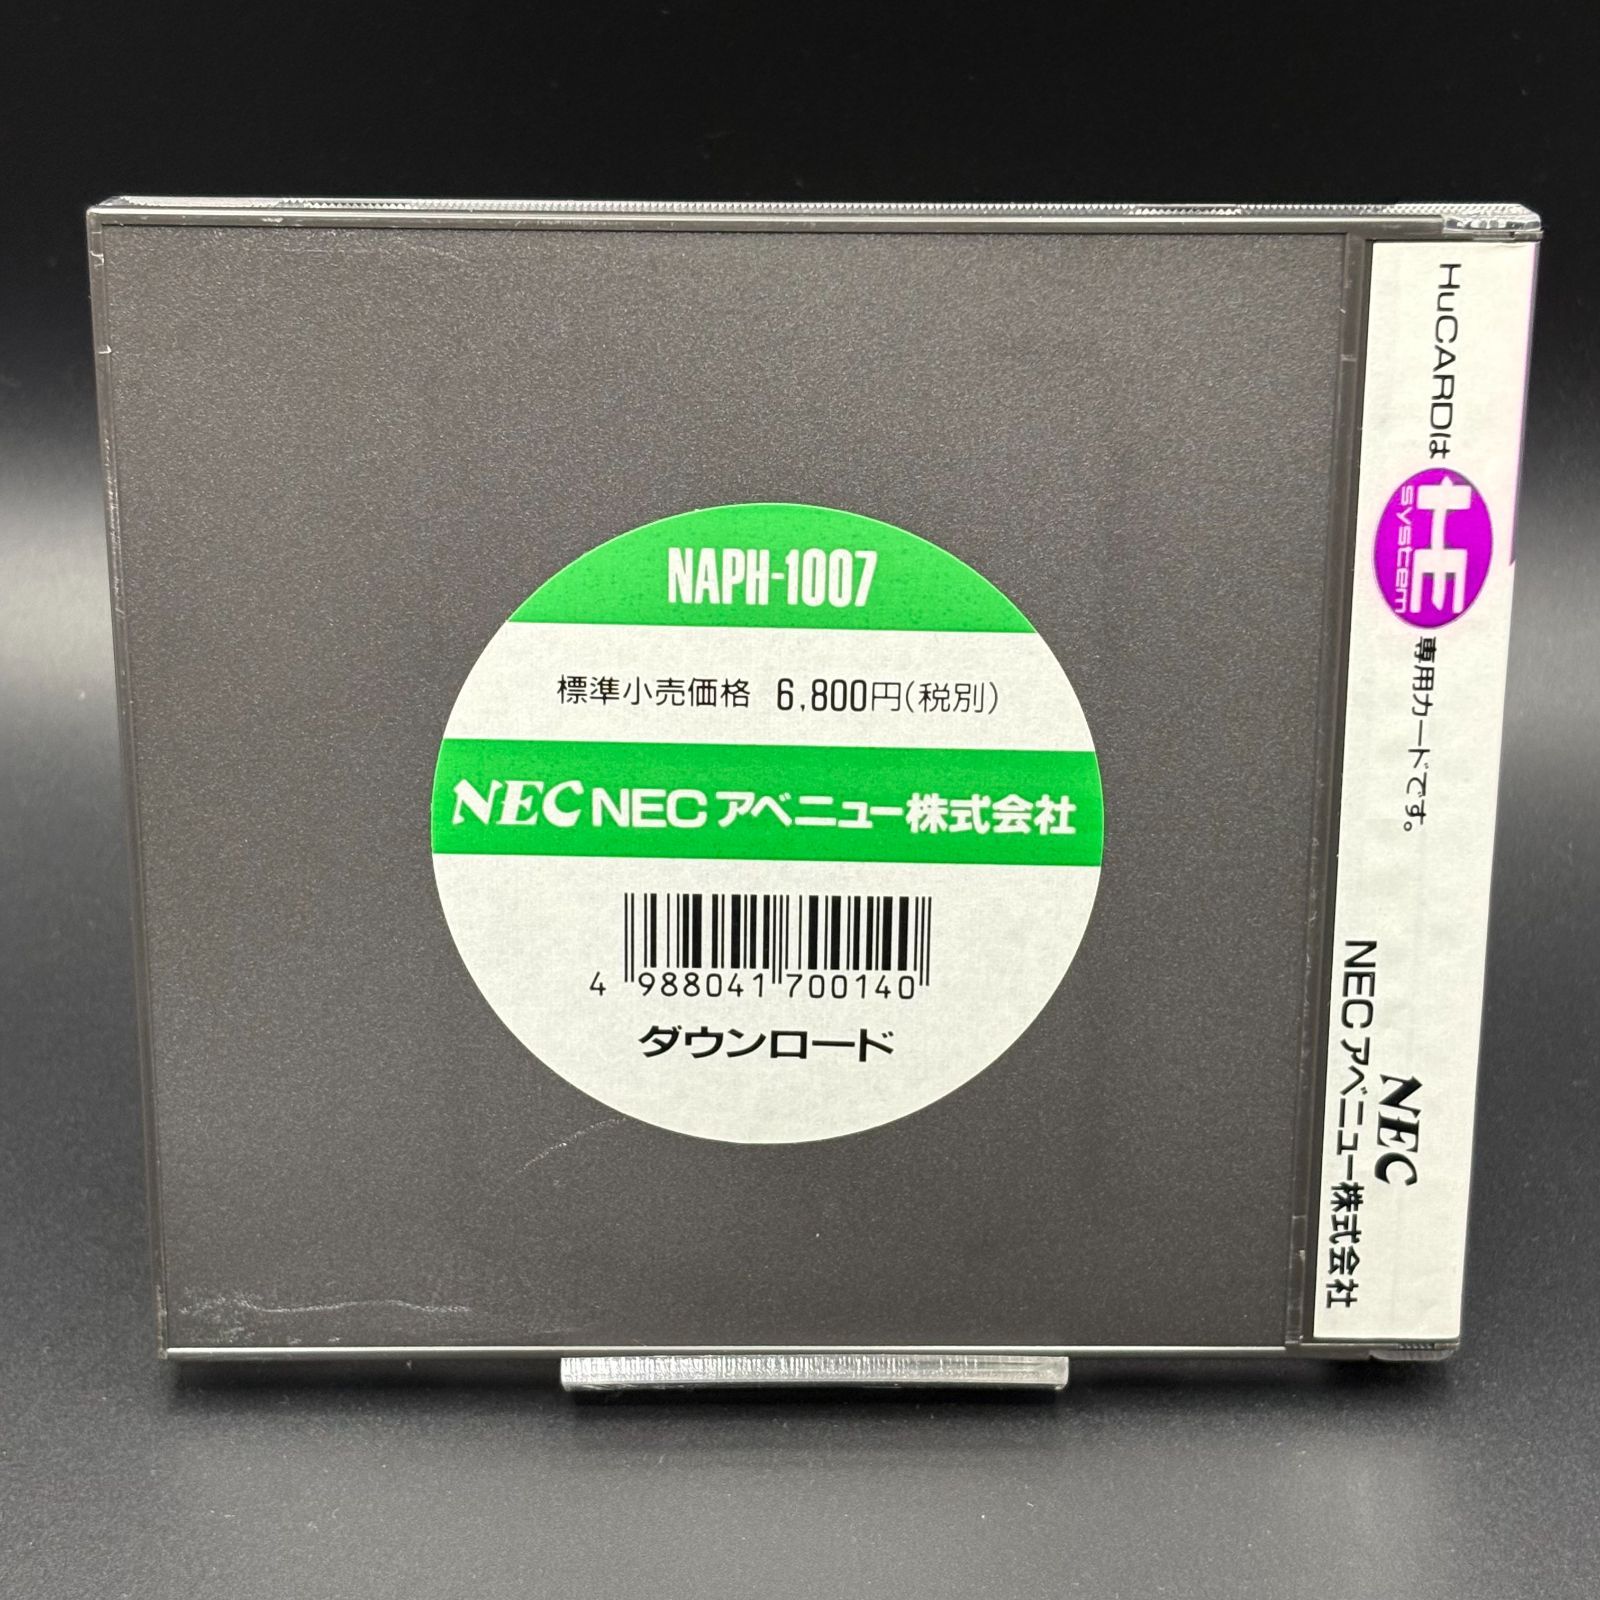 NAPH-1007
標準小売価格 6,800円(税別)
NEC NECアベニュー株式会社
4 988041 700140
ダウンロード
HuCARDは HE system 専用カードです。
NEC
NECアベニュー株式会社